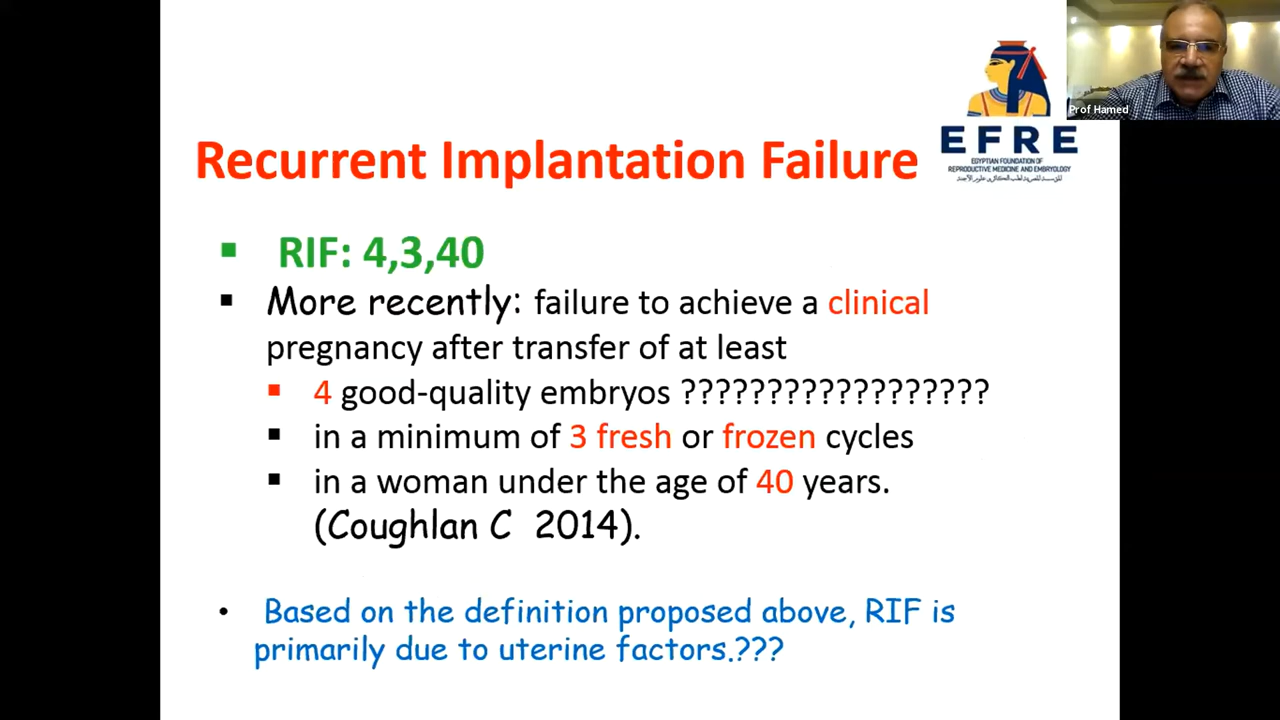 Prof Hamed
EFRE
EGYPTIAN FOUNDATION OF
REPRODUCTIVE MEDICINE AND EMBRYOLOGY
Recurrent Implantation Failure
▪ RIF: 4,3,40
▪ More recently: failure to achieve a clinical
pregnancy after transfer of at least
▪ 4 good-quality embryos ??????????????????
▪ in a minimum of 3 fresh or frozen cycles
▪ in a woman under the age of 40 years.
(Coughlan C 2014).
• Based on the definition proposed above, RIF is
primarily due to uterine factors.???